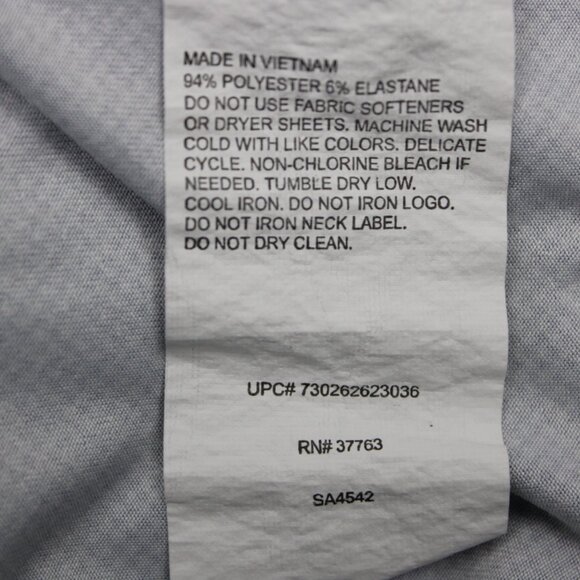 MADE IN VIETNAM
94% POLYESTER 6% ELASTANE
DO NOT USE FABRIC SOFTENERS
OR DRYER SHEETS. MACHINE WASH
COLD WITH LIKE COLORS. DELICATE
CYCLE. NON-CHLORINE BLEACH IF
NEEDED. TUMBLE DRY LOW.
COOL IRON. DO NOT IRON LOGO.
DO NOT IRON NECK LABEL.
DO NOT DRY CLEAN.
UPC# 730262623036
RN# 37763
SA4542